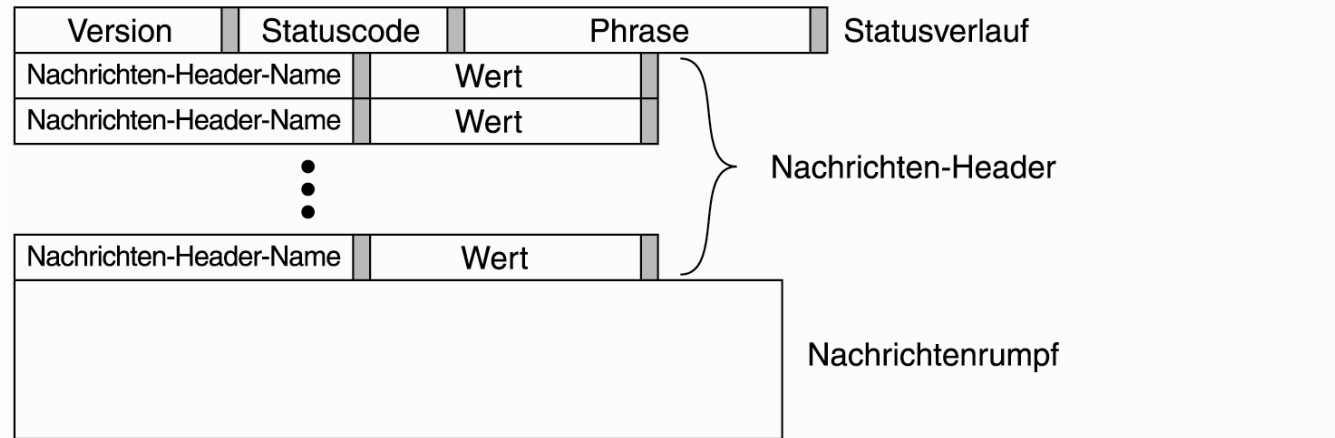 Version Statuscode Phrase Statusverlauf
Nachrichten-Header-Name Wert
Nachrichten-Header-Name Wert
Nachrichten-Header
Nachrichten-Header-Name Wert
Nachrichtenrumpf